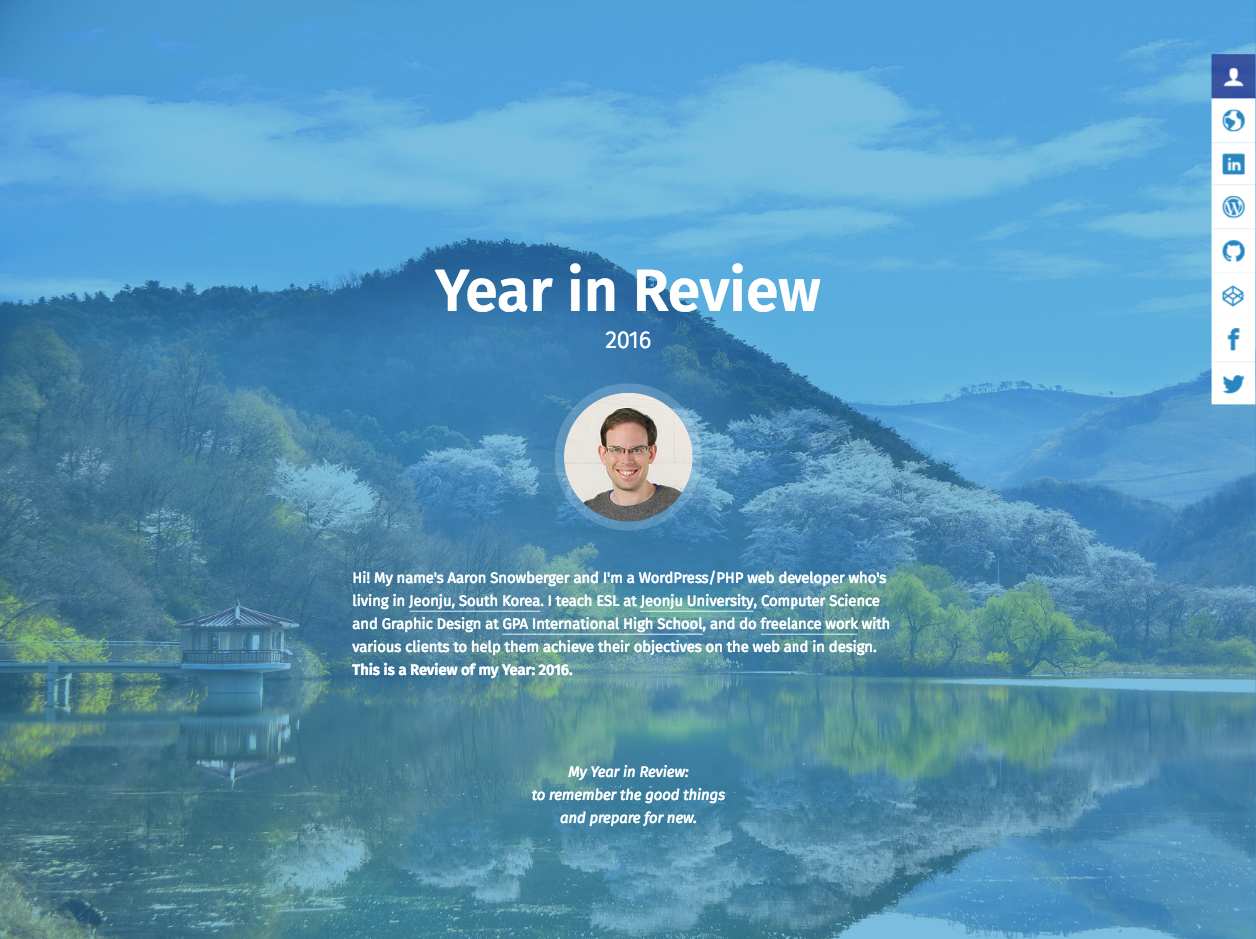 Year in Review
2016
Hi! My name's Aaron Snowberger and I'm a WordPress/PHP web developer who's
living in Jeonju, South Korea. I teach ESL at Jeonju University, Computer Science
and Graphic Design at GPA International High School, and do freelance work with
various clients to help them achieve their objectives on the web and in design.
This is a Review of my Year: 2016.
My Year in Review:
to remember the good things
and prepare for new.